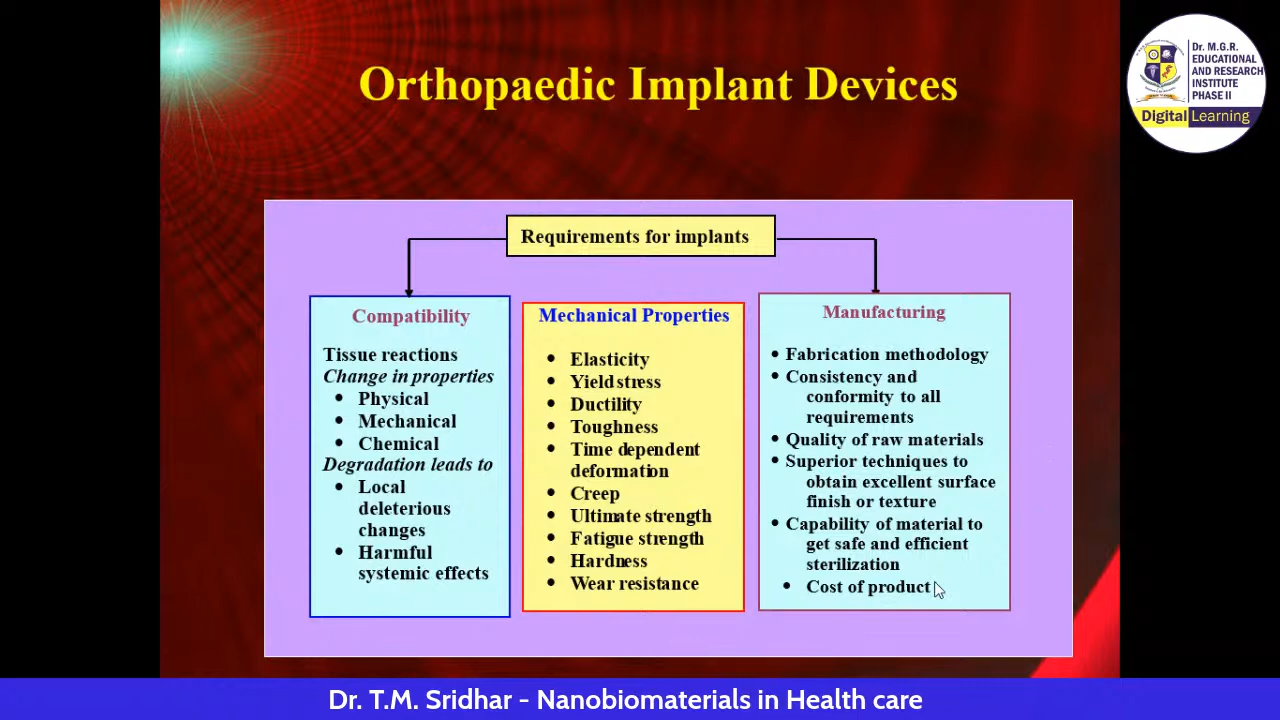 Orthopaedic Implant Devices
Dr. M.G.R.
EDUCATIONAL
AND RESEARCH
INSTITUTE
PHASE II
Digital Learning
Requirements for implants
Compatibility
Tissue reactions
Change in properties
• Physical
• Mechanical
• Chemical
Degradation leads to
• Local
deleterious
changes
• Harmful
systemic effects
Mechanical Properties
• Elasticity
• Yield stress
• Ductility
• Toughness
• Time dependent
deformation
• Creep
• Ultimate strength
• Fatigue strength
• Hardness
• Wear resistance
Manufacturing
• Fabrication methodology
• Consistency and
conformity to all
requirements
• Quality of raw materials
• Superior techniques to
obtain excellent surface
finish or texture
• Capability of material to
get safe and efficient
sterilization
• Cost of product
Dr. T.M. Sridhar - Nanobiomaterials in Health care